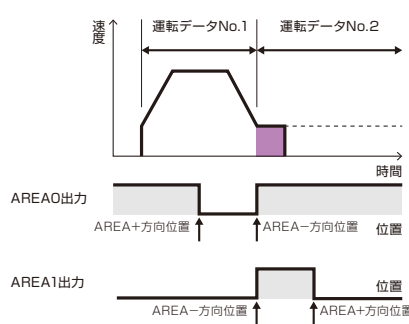 速度
運転データNo.1
運転データNo.2
時間
AREA0出力
AREA+方向位置
AREA−方向位置
位置
AREA1出力
位置
AREA−方向位置
AREA+方向位置